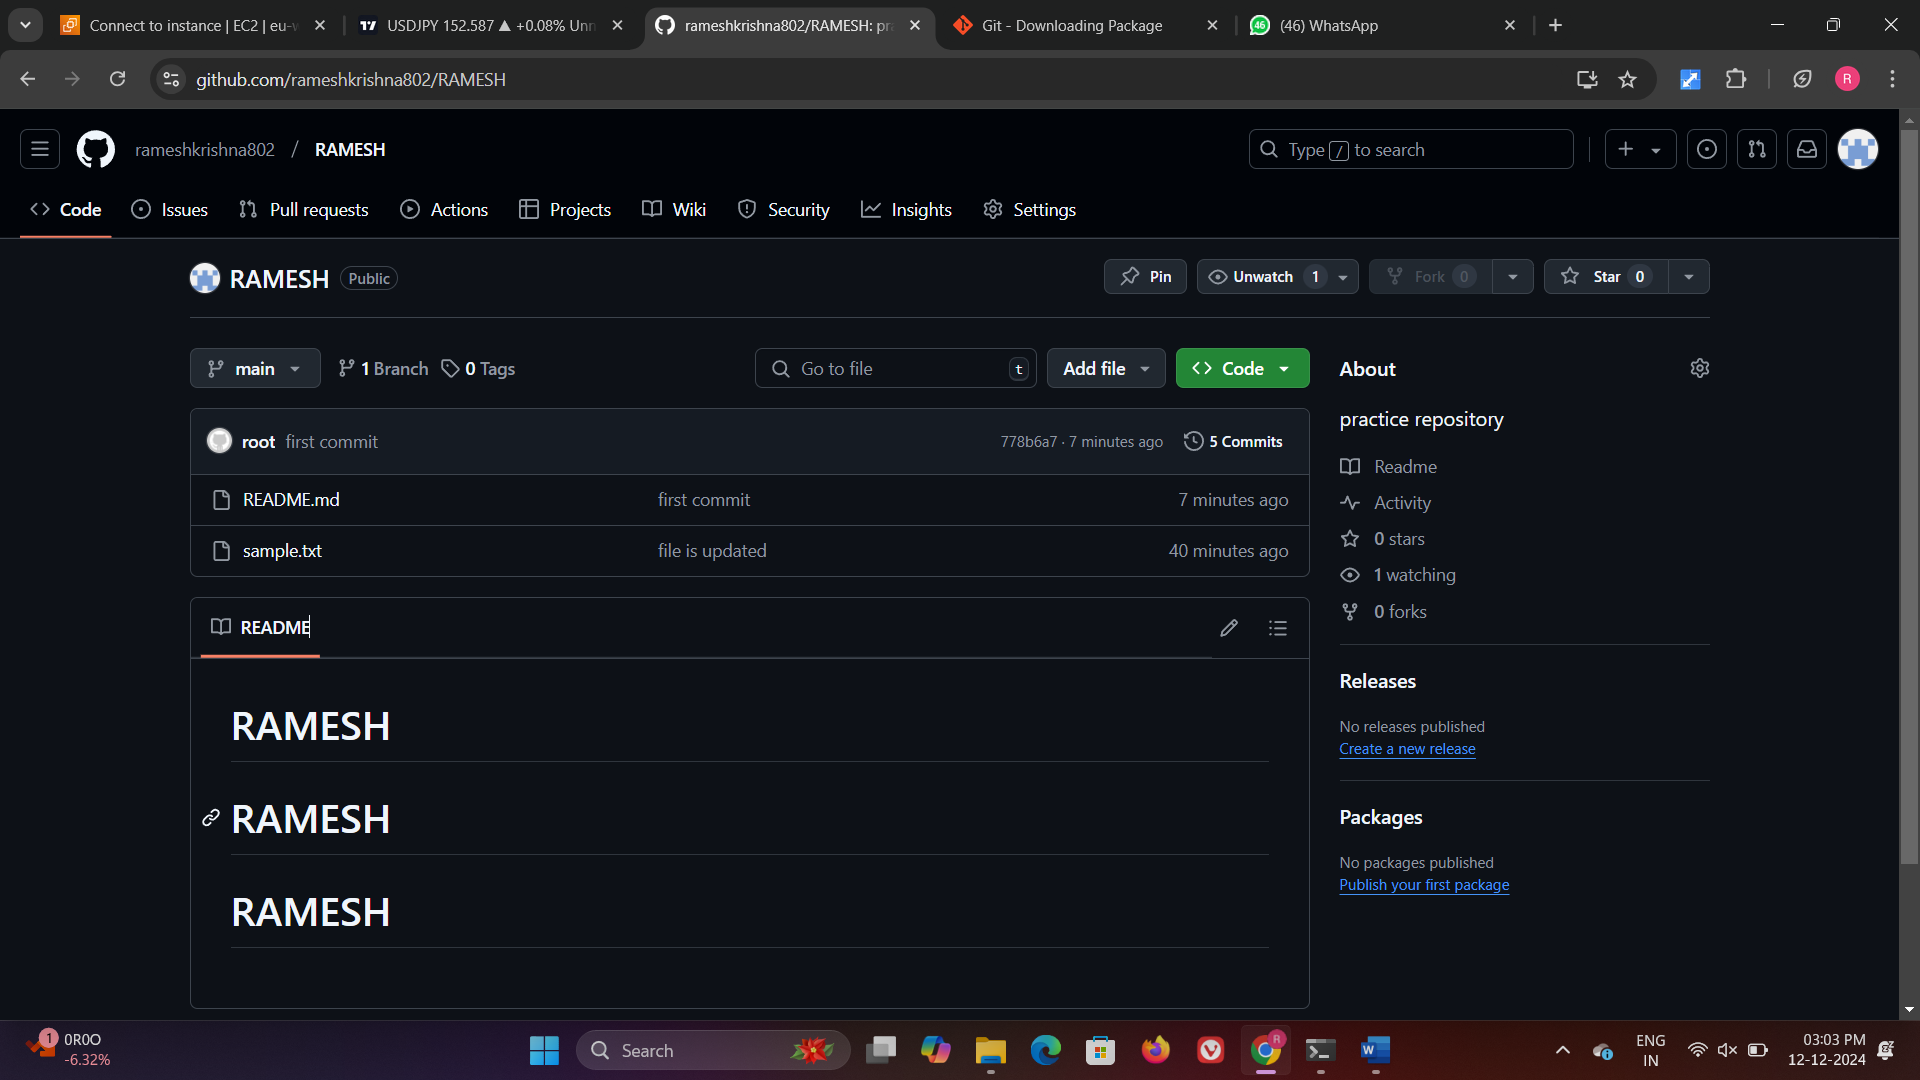 Connect to instance | EC2 | eu-w
USDJPY 152.587 ▲ +0.08% Unn
rameshkrishna802/RAMESH: pra
Git - Downloading Package
46 (46) WhatsApp
github.com/rameshkrishna802/RAMESH
R
rameshkrishna802 / RAMESH
Type / to search
Code Issues Pull requests Actions Projects Wiki Security Insights Settings
RAMESH Public
Pin Unwatch 1 Fork 0 Star 0
main 1 Branch 0 Tags
Go to file t Add file Code
root first commit 778b6a7 · 7 minutes ago 5 Commits
README.md first commit 7 minutes ago
sample.txt file is updated 40 minutes ago
README
RAMESH
RAMESH
RAMESH
About
practice repository
Readme
Activity
0 stars
1 watching
0 forks
Releases
No releases published
Create a new release
Packages
No packages published
Publish your first package
1 0R0O
-6.32%
Search
R
W
ENG
IN
03:03 PM
12-12-2024